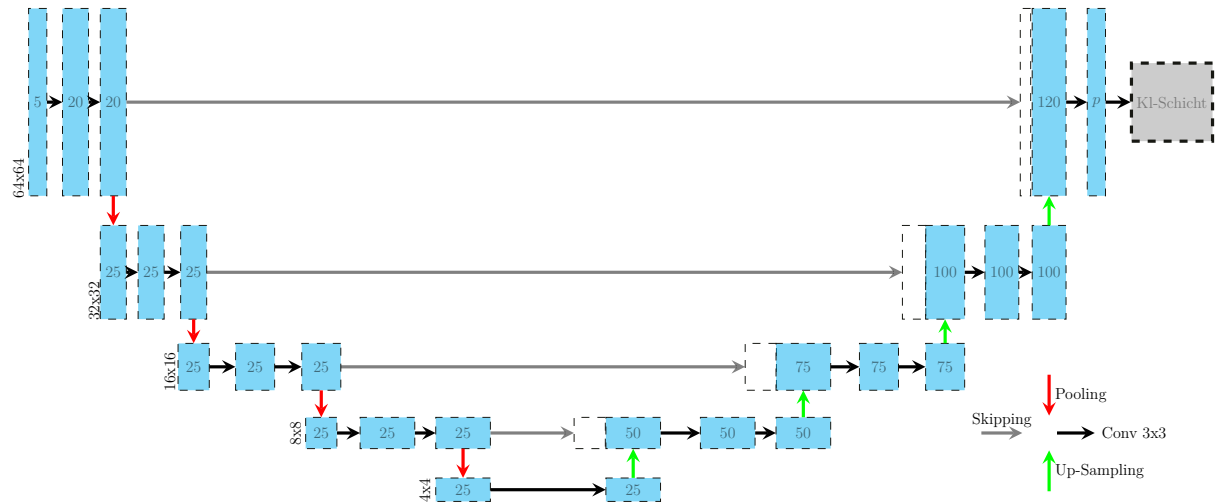 5 20 20 120 p Kl-Schicht
64x64
25 25 25 100 100 100
32x32
25 25 25 75 75 75
16x16
25 25 25 50 50 50
8x8
25 25
4x4
Pooling
Skipping
Conv 3x3
Up-Sampling